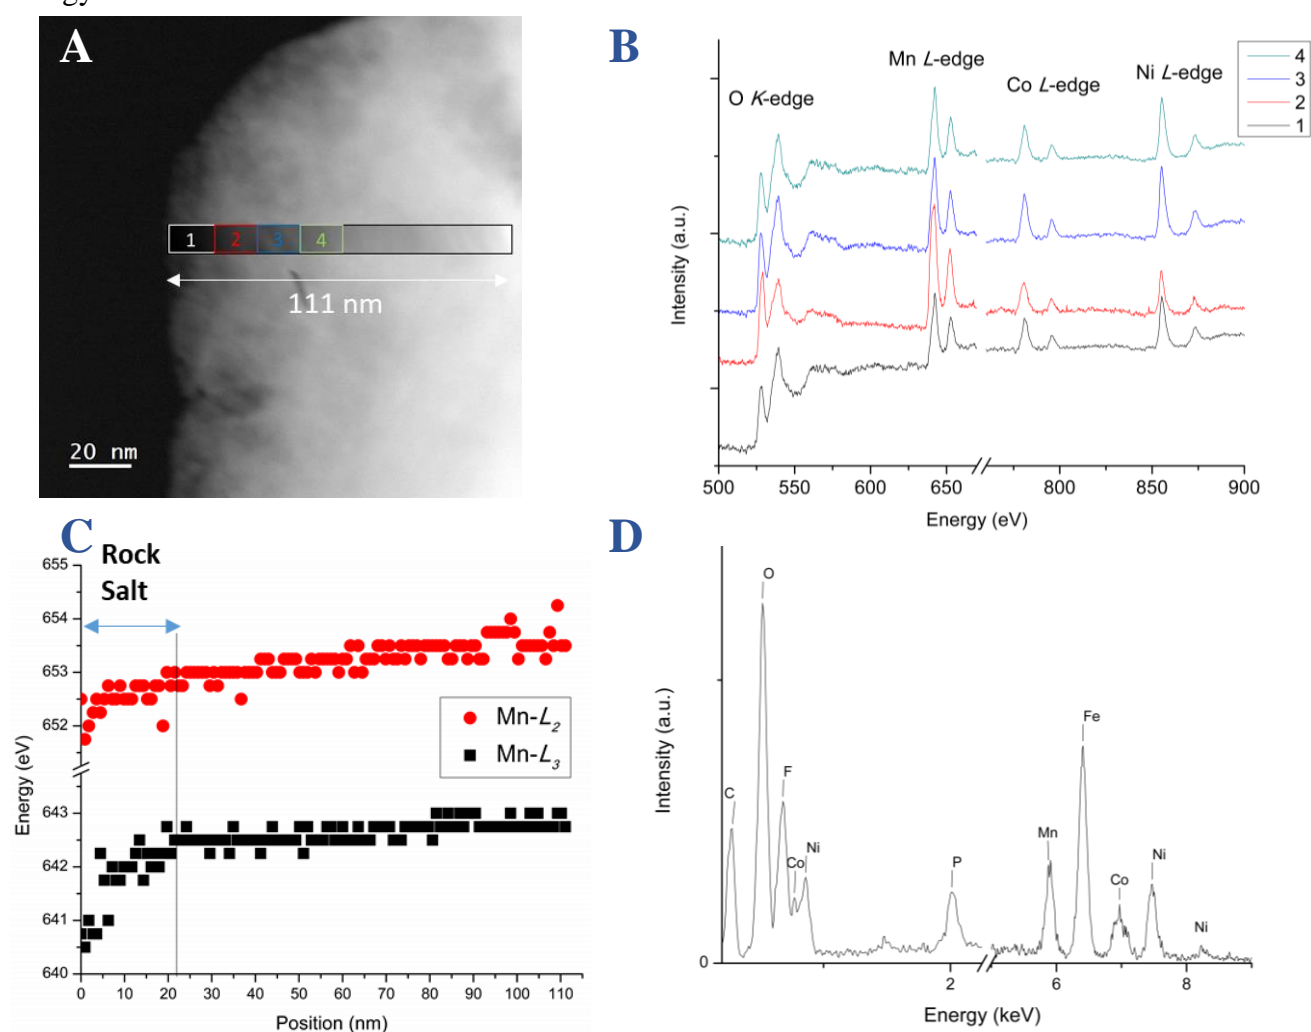 A
1 2 3 4
111 nm
20 nm
B
O K-edge
Mn L-edge
Co L-edge
Ni L-edge
4
3
2
1
Intensity (a.u.)
500 550 600 650 800 850 900
Energy (eV)
C
Rock
Salt
655
654
653
652
643
642
641
640
Energy (eV)
Mn-L2
Mn-L3
0 10 20 30 40 50 60 70 80 90 100 110
Position (nm)
D
C
O
F
Co
Ni
P
Mn
Fe
Co
Ni
Ni
Intensity (a.u.)
0
2 6 8
Energy (keV)